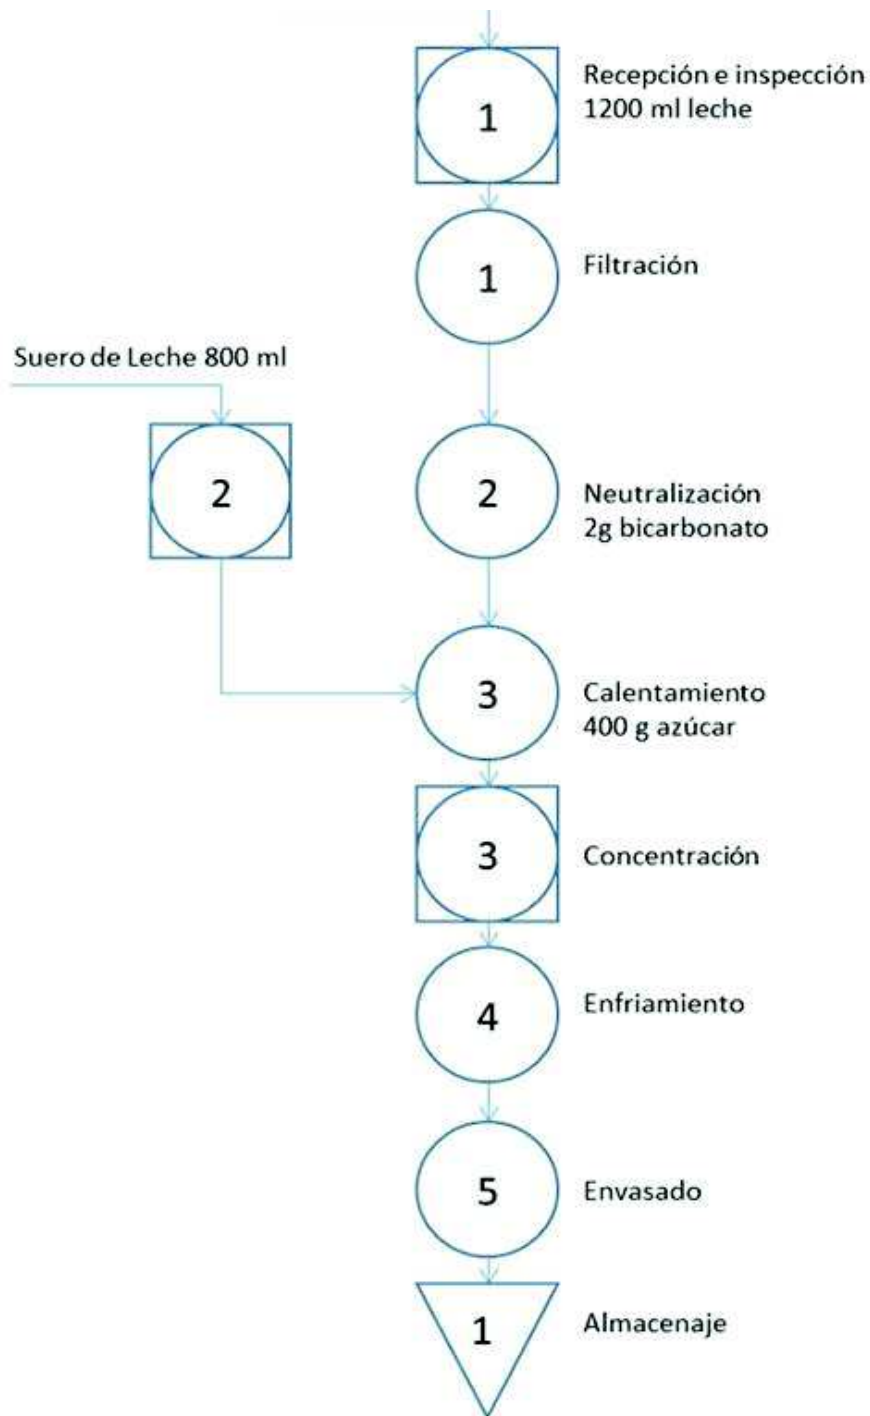 1
Recepción e inspección
1200 ml leche
1
Filtración
Suero de Leche 800 ml
2
2
Neutralización
2g bicarbonato
3
Calentamiento
400 g azúcar
3
Concentración
4
Enfriamiento
5
Envasado
1
Almacenaje